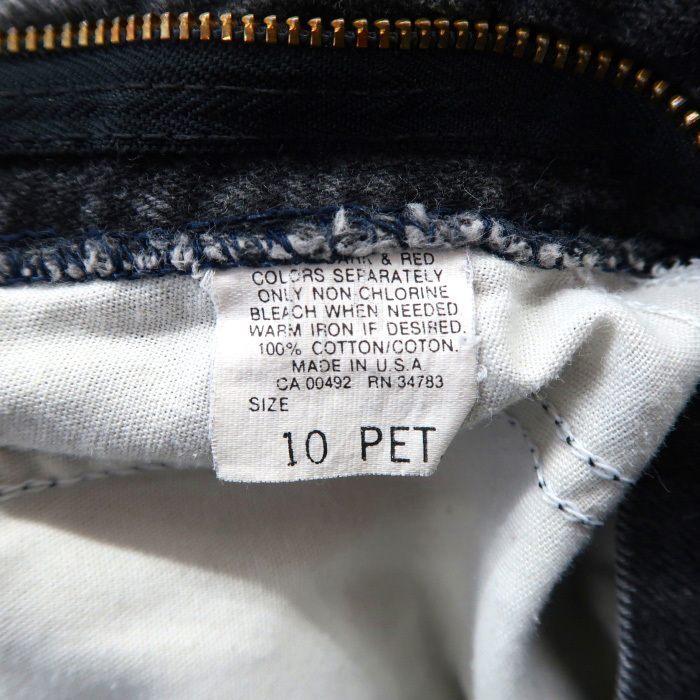 & RED
COLORS SEPARATELY
ONLY NON CHLORINE
BLEACH WHEN NEEDED
WARM IRON IF DESIRED.
100% COTTON/COTON.
MADE IN U.S.A
CA 00492 RN 34783
SIZE
10 PET